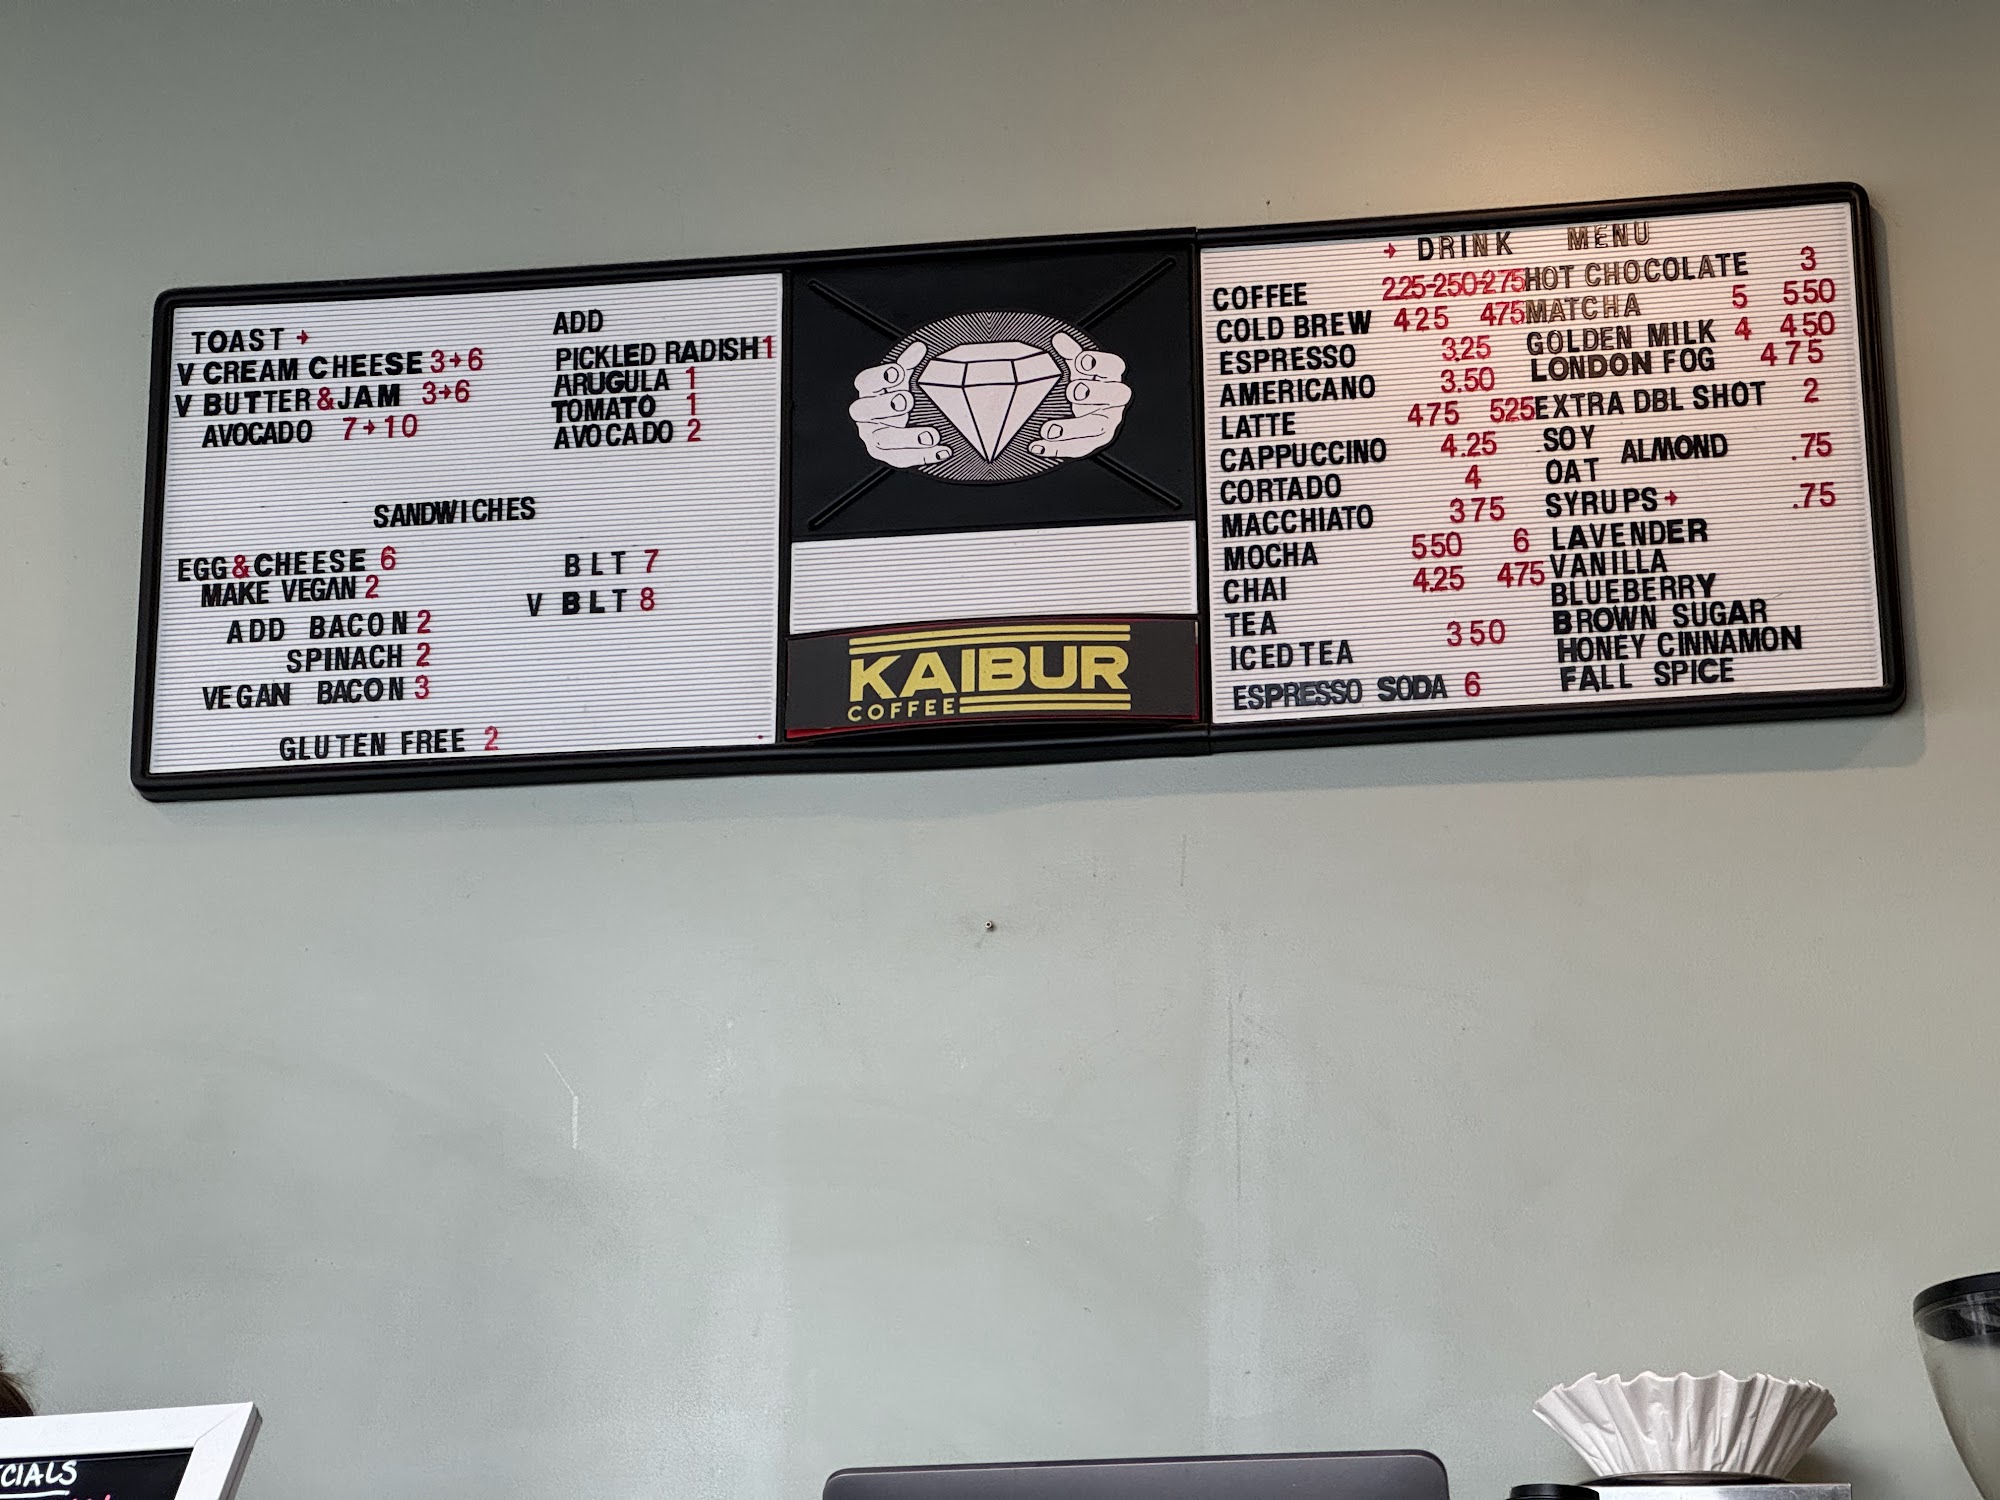 TOAST →
V CREAM CHEESE 3→6
V BUTTER&JAM 3→6
AVOCADO 7→10
ADD
PICKLED RADISH 1
ARUGULA 1
TOMATO 1
AVOCADO 2
SANDWICHES
EGG&CHEESE 6
MAKE VEGAN 2
ADD BACON 2
SPINACH 2
VEGAN BACON 3
GLUTEN FREE 2
BLT 7
V BLT 8
KAIBUR
COFFEE
→ DRINK MENU
COFFEE 225-250-275
COLD BREW 425 475
ESPRESSO 3.25
AMERICANO 3.50
LATTE 475 525
CAPPUCCINO 4.25
CORTADO 4
MACCHIATO 375
MOCHA 550 6
CHAI 4.25 475
TEA
ICED TEA 350
ESPRESSO SODA 6
HOT CHOCOLATE 3
MATCHA 5 550
GOLDEN MILK 4 450
LONDON FOG 475
EXTRA DBL SHOT 2
SOY
OAT ALMOND .75
SYRUPS → .75
LAVENDER
VANILLA
BLUEBERRY
BROWN SUGAR
HONEY CINNAMON
FALL SPICE
CIALS